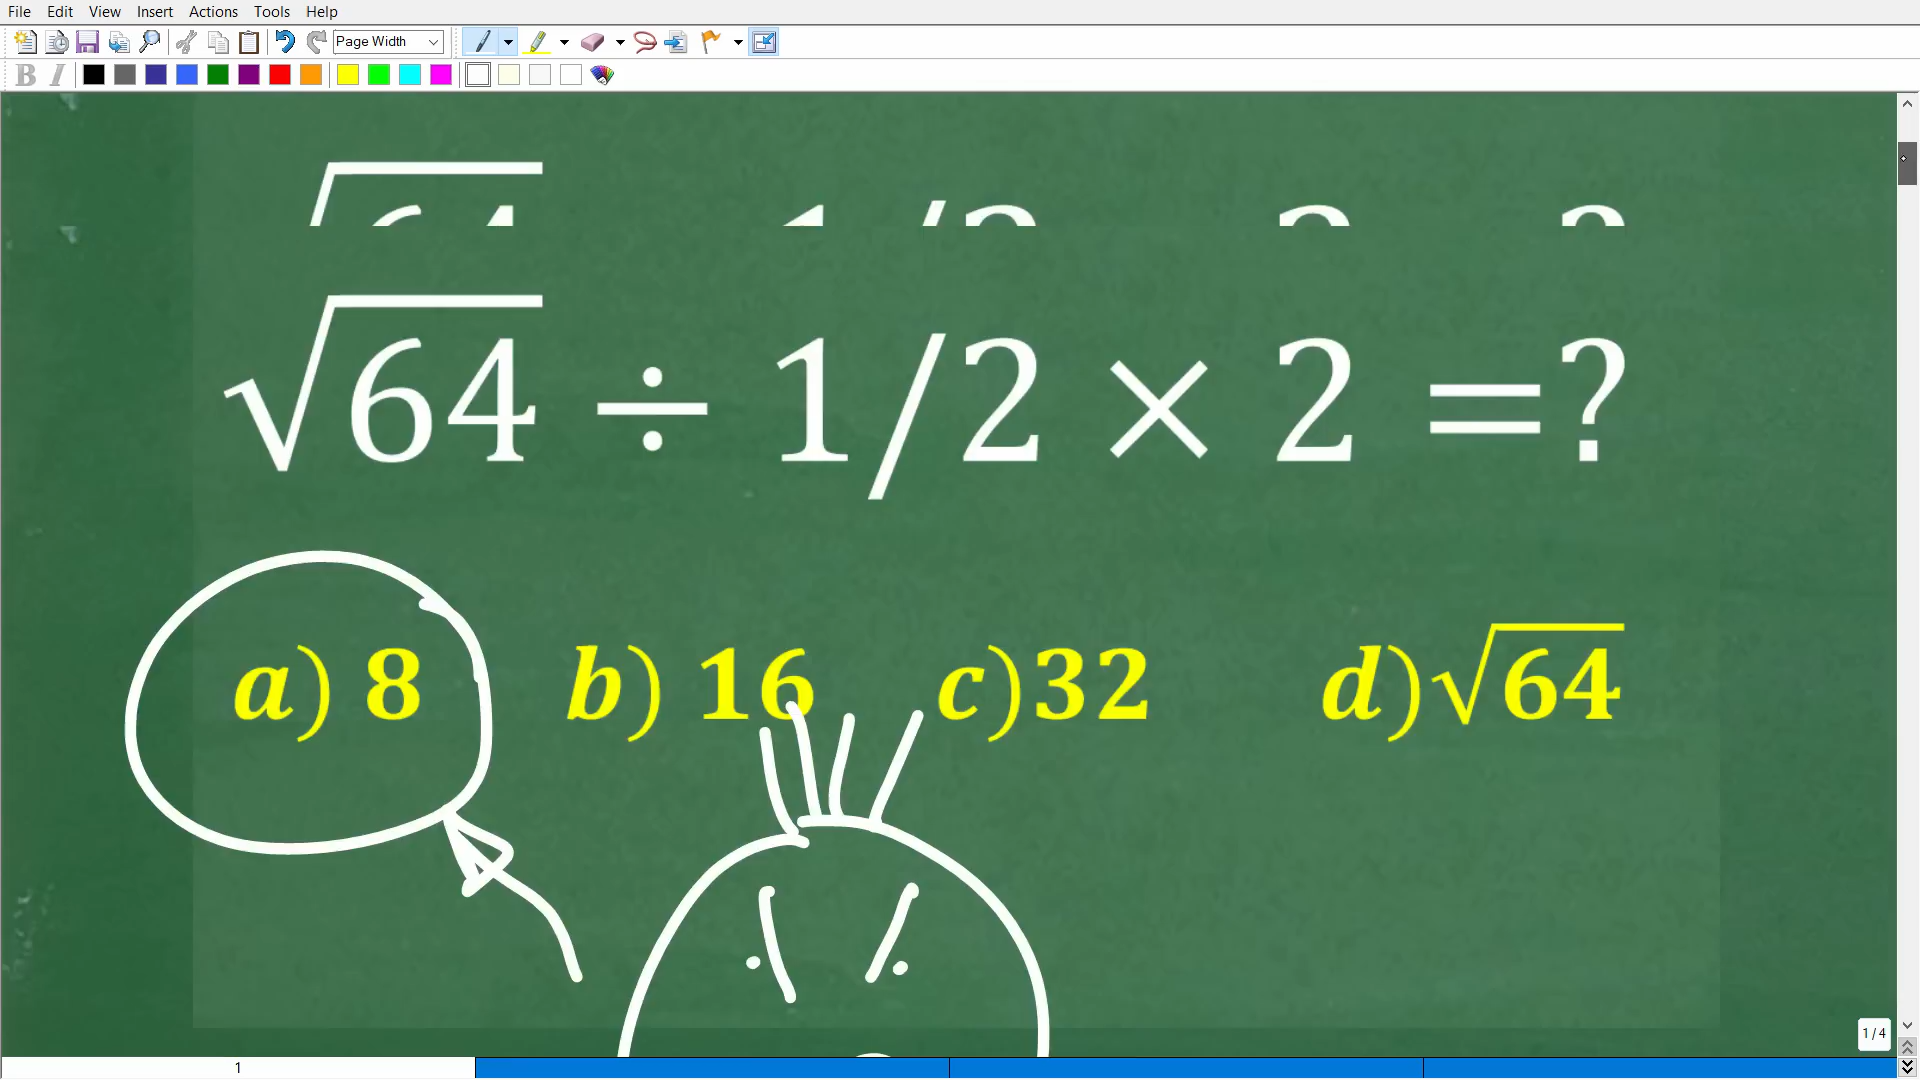 File Edit View Insert Actions Tools Help
Page Width
B I
√64 ÷ 1/2 × 2 =?
a) 8 b) 16 c)32 d)√64
1 / 4
1